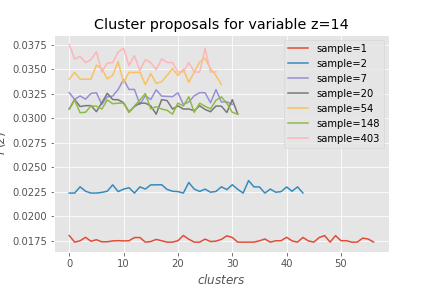 Cluster proposals for variable z=14
0.0375
0.0350
0.0325
0.0300
0.0275
0.0250
0.0225
0.0200
0.0175
sample=1
sample=2
sample=7
sample=20
sample=54
sample=148
sample=403
0 10 20 30 40 50
clusters